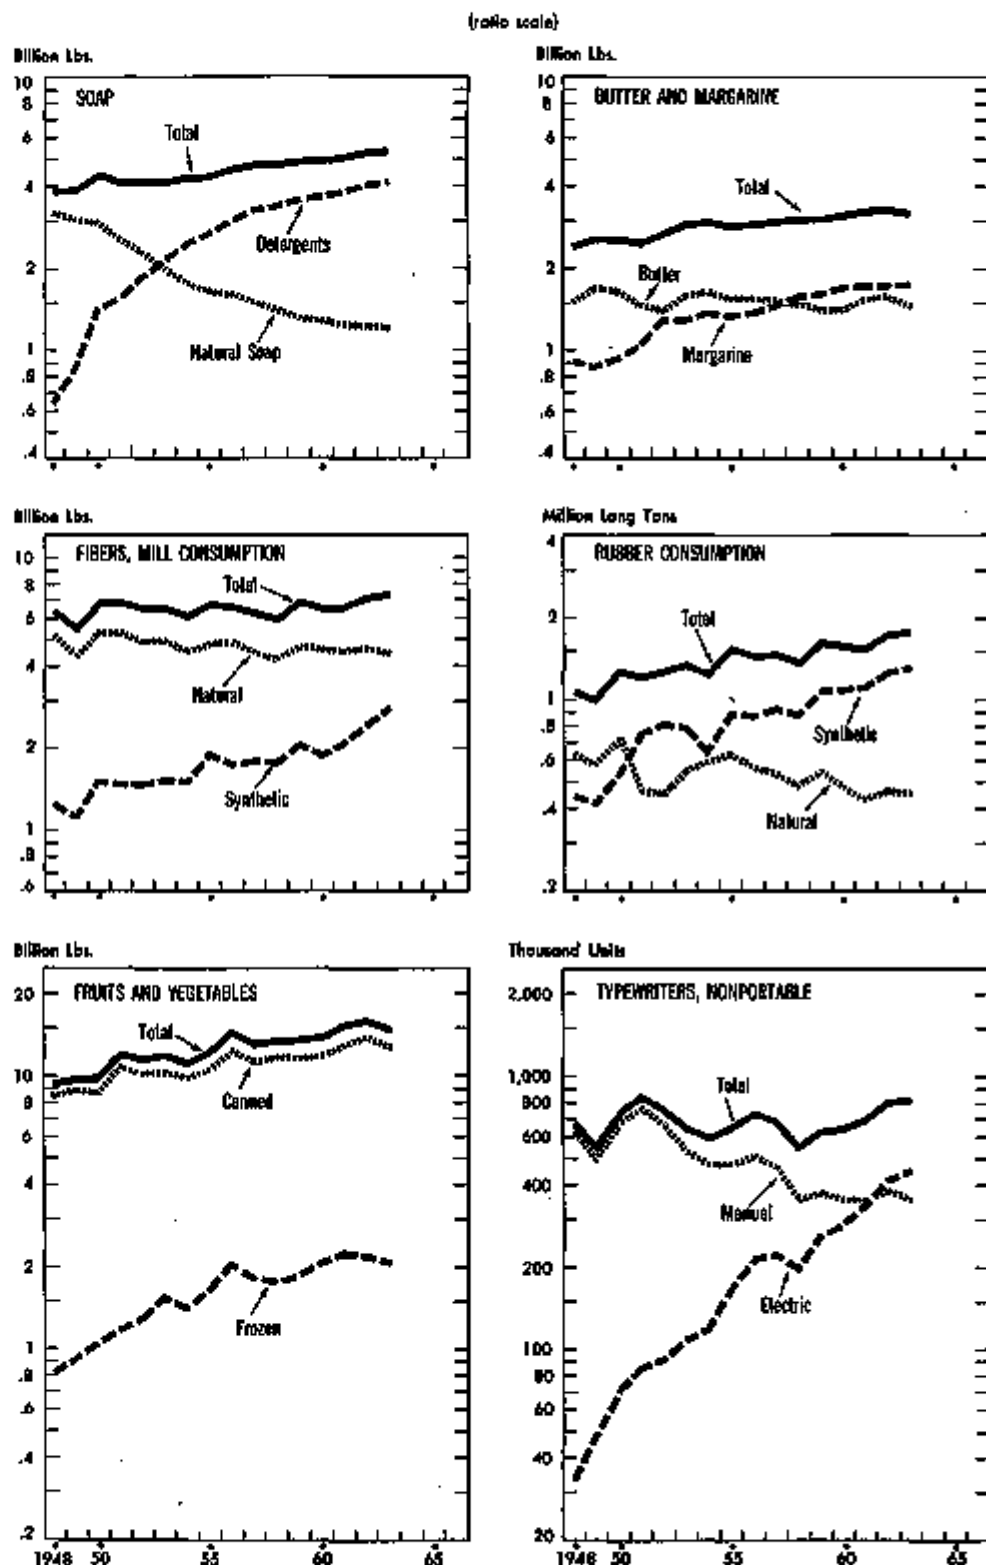 (ratio scale)
Billion Lbs.
SOAP
10
8
.6
6
4
2
1
.8
.6
.4
Total
Detergents
Natural Soap
Billion Lbs.
BUTTER AND MARGARINE
10
8
6
4
2
1
.8
.6
.4
Total
Butter
Margarine
Billion Lbs.
FIBERS, MILL CONSUMPTION
10
8
6
4
2
1
.8
.6
Total
Natural
Synthetic
Million Long Tons
RUBBER CONSUMPTION
4
2
1
.8
.6
.4
.2
Total
Synthetic
Natural
Billion Lbs.
FRUITS AND VEGETABLES
20
10
8
6
4
2
1
.8
.6
.4
.2
Total
Canned
Frozen
1948 50 55 60 65
Thousand Units
TYPEWRITERS, NONPORTABLE
2,000
1,000
800
600
400
200
100
80
60
40
20
Total
Manual
Electric
1948 50 55 60 65